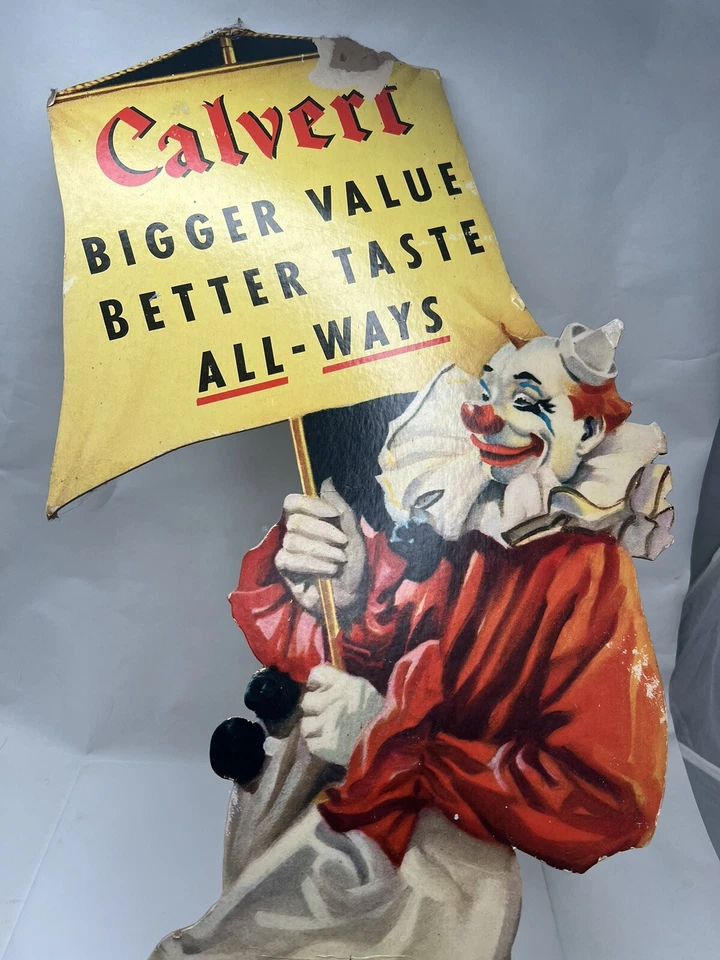 Calvert
BIGGER VALUE
BETTER TASTE
ALL-WAYS